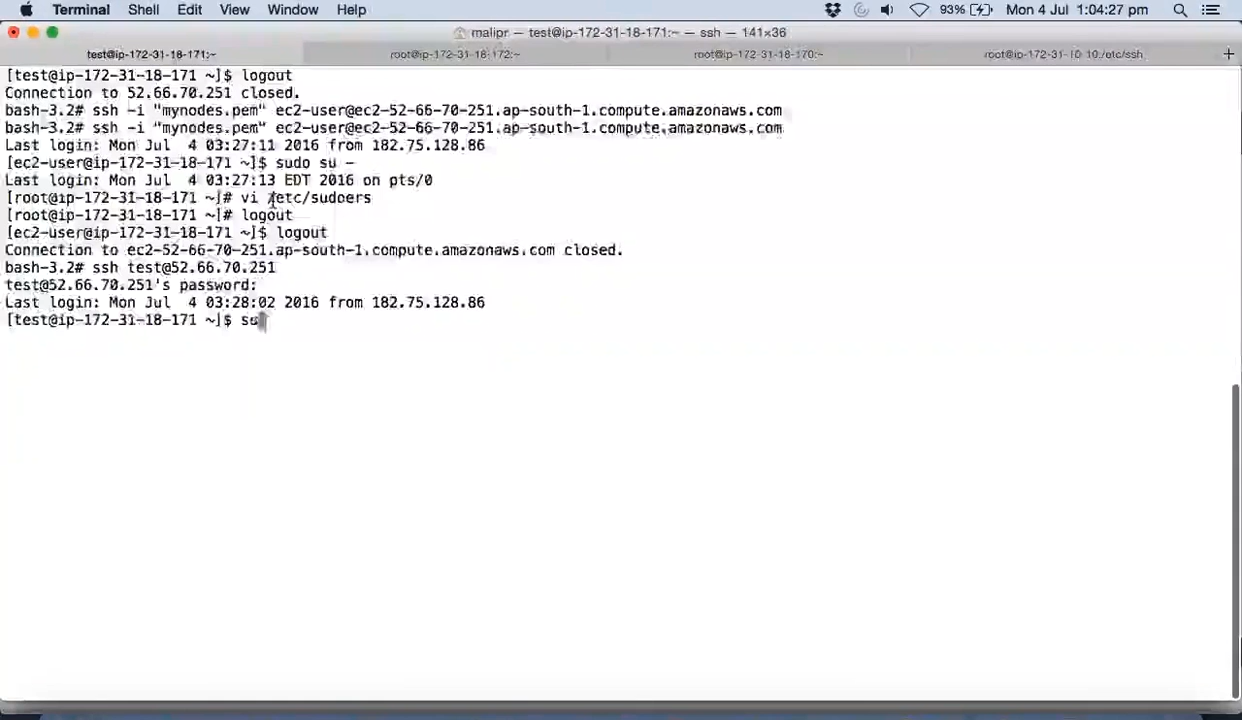 Terminal Shell Edit View Window Help 93% Mon 4 Jul 1:04:27 pm
malipr — test@ip-172-31-18-171:~ — ssh — 141×36
test@ip-172-31-18-171:~ root@ip-172-31-18-172:~ root@ip-172-31-18-170:~ root@ip-172-31-10-10:/etc/ssh +
[test@ip-172-31-18-171 ~]$ logout
Connection to 52.66.70.251 closed.
bash-3.2# ssh -i "mynodes.pem" ec2-user@ec2-52-66-70-251.ap-south-1.compute.amazonaws.com
bash-3.2# ssh -i "mynodes.pem" ec2-user@ec2-52-66-70-251.ap-south-1.compute.amazonaws.com
Last login: Mon Jul  4 03:27:11 2016 from 182.75.128.86
[ec2-user@ip-172-31-18-171 ~]$ sudo su -
Last login: Mon Jul  4 03:27:13 EDT 2016 on pts/0
[root@ip-172-31-18-171 ~]# vi /etc/sudoers
[root@ip-172-31-18-171 ~]# logout
[ec2-user@ip-172-31-18-171 ~]$ logout
Connection to ec2-52-66-70-251.ap-south-1.compute.amazonaws.com closed.
bash-3.2# ssh test@52.66.70.251
test@52.66.70.251's password:
Last login: Mon Jul  4 03:28:02 2016 from 182.75.128.86
[test@ip-172-31-18-171 ~]$ su